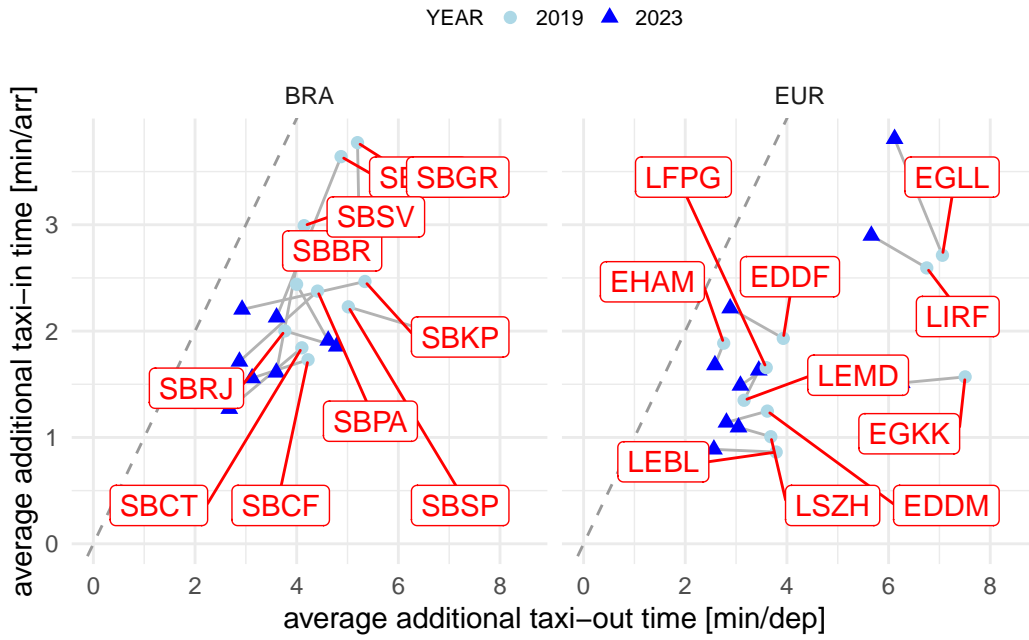 YEAR 2019 2023
BRA EUR
average additional taxi−in time [min/arr]
3
2
1
0
SBGR
SBSV
SBBR
SBKP
SBRJ
SBPA
SBCT
SBCF
SBSP
LFPG
EGLL
EHAM
EDDF
LIRF
LEMD
EGKK
LEBL
LSZH
EDDM
0 2 4 6 8 0 2 4 6 8
average additional taxi−out time [min/dep]